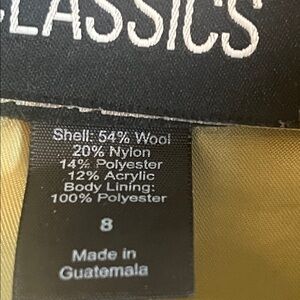 CLASSICS
Shell: 54% Wool
20% Nylon
14% Polyester
12% Acrylic
Body Lining:
100% Polyester
8
Made in
Guatemala